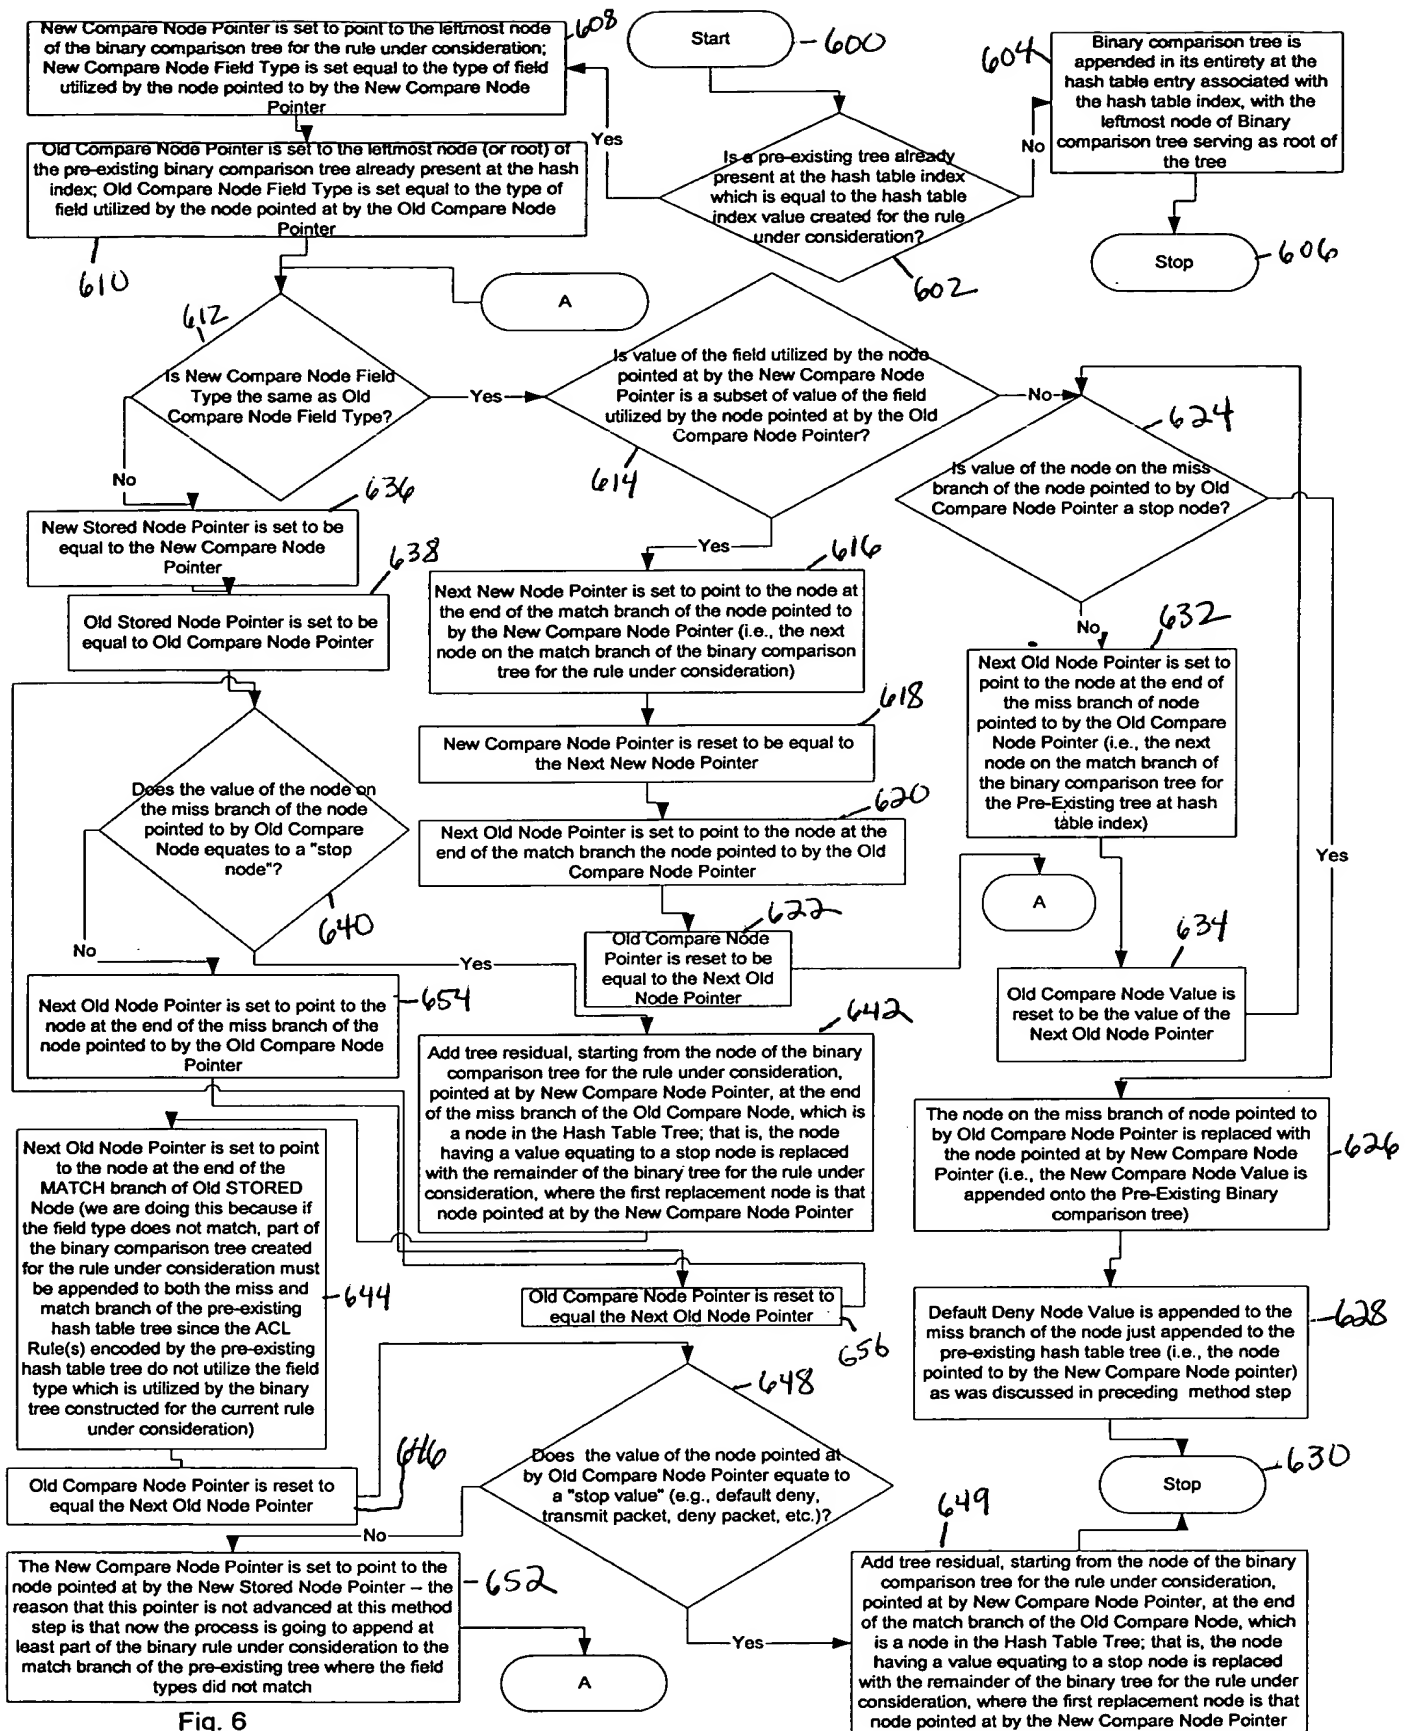 New Compare Node Pointer is set to point to the leftmost node
of the binary comparison tree for the rule under consideration;
New Compare Node Field Type is set equal to the type of field
utilized by the node pointed to by the New Compare Node
Pointer
608
Start
600
604
Binary comparison tree is
appended in its entirety at the
hash table entry associated with
the hash table index, with the
leftmost node of Binary
comparison tree serving as root of
the tree
Yes
No
Is a pre-existing tree already
present at the hash table index
which is equal to the hash table
index value created for the rule
under consideration?
602
Stop
606
Old Compare Node Pointer is set to the leftmost node (or root) of
the pre-existing binary comparison tree already present at the hash
index; Old Compare Node Field Type is set equal to the type of
field utilized by the node pointed at by the Old Compare Node
Pointer
610
A
612
Is New Compare Node Field
Type the same as Old
Compare Node Field Type?
Yes
No
Is value of the field utilized by the node
pointed at by the New Compare Node
Pointer is a subset of value of the field
utilized by the node pointed at by the Old
Compare Node Pointer?
614
No
Yes
624
Is value of the node on the miss
branch of the node pointed to by Old
Compare Node Pointer a stop node?
No
Yes
636
New Stored Node Pointer is set to be
equal to the New Compare Node
Pointer
638
Old Stored Node Pointer is set to be
equal to Old Compare Node Pointer
616
Next New Node Pointer is set to point to the node at
the end of the match branch of the node pointed to
by the New Compare Node Pointer (i.e., the next
node on the match branch of the binary comparison
tree for the rule under consideration)
618
New Compare Node Pointer is reset to be equal to
the Next New Node Pointer
620
Next Old Node Pointer is set to point to the node at the
end of the match branch the node pointed to by the Old
Compare Node Pointer
622
Old Compare Node
Pointer is reset to be
equal to the Next Old
Node Pointer
632
Next Old Node Pointer is set to
point to the node at the end of
the miss branch of node
pointed to by the Old Compare
Node Pointer (i.e., the next
node on the match branch of
the binary comparison tree for
the Pre-Existing tree at hash
table index)
A
634
Old Compare Node Value is
reset to be the value of the
Next Old Node Pointer
Does the value of the node on
the miss branch of the node
pointed to by Old Compare
Node equates to a "stop
node"?
640
No
Yes
654
Next Old Node Pointer is set to point to the
node at the end of the miss branch of the
node pointed to by the Old Compare Node
Pointer
642
Add tree residual, starting from the node of the binary
comparison tree for the rule under consideration,
pointed at by New Compare Node Pointer, at the end
of the miss branch of the Old Compare Node, which is
a node in the Hash Table Tree; that is, the node
having a value equating to a stop node is replaced
with the remainder of the binary tree for the rule under
consideration, where the first replacement node is that
node pointed at by the New Compare Node Pointer
The node on the miss branch of node pointed to
by Old Compare Node Pointer is replaced with
the node pointed at by New Compare Node
Pointer (i.e., the New Compare Node Value is
appended onto the Pre-Existing Binary
comparison tree)
626
Next Old Node Pointer is set to point
to the node at the end of the
MATCH branch of Old STORED
Node (we are doing this because if
the field type does not match, part of
the binary comparison tree created
for the rule under consideration must
be appended to both the miss and
match branch of the pre-existing
hash table tree since the ACL
Rule(s) encoded by the pre-existing
hash table tree do not utilize the field
type which is utilized by the binary
tree constructed for the current rule
under consideration)
644
Old Compare Node Pointer is reset to
equal the Next Old Node Pointer
656
Default Deny Node Value is appended to the
miss branch of the node just appended to the
pre-existing hash table tree (i.e., the node
pointed to by the New Compare Node pointer)
as was discussed in preceding method step
628
Old Compare Node Pointer is reset to
equal the Next Old Node Pointer
646
648
Does the value of the node pointed at
by Old Compare Node Pointer equate to
a "stop value" (e.g., default deny,
transmit packet, deny packet, etc.)?
No
Yes
Stop
630
The New Compare Node Pointer is set to point to the
node pointed at by the New Stored Node Pointer – the
reason that this pointer is not advanced at this method
step is that now the process is going to append at
least part of the binary rule under consideration to the
match branch of the pre-existing tree where the field
types did not match
652
A
649
Add tree residual, starting from the node of the binary
comparison tree for the rule under consideration,
pointed at by New Compare Node Pointer, at the end
of the match branch of the Old Compare Node, which
is a node in the Hash Table Tree; that is, the node
having a value equating to a stop node is replaced
with the remainder of the binary tree for the rule under
consideration, where the first replacement node is that
node pointed at by the New Compare Node Pointer
Fig. 6